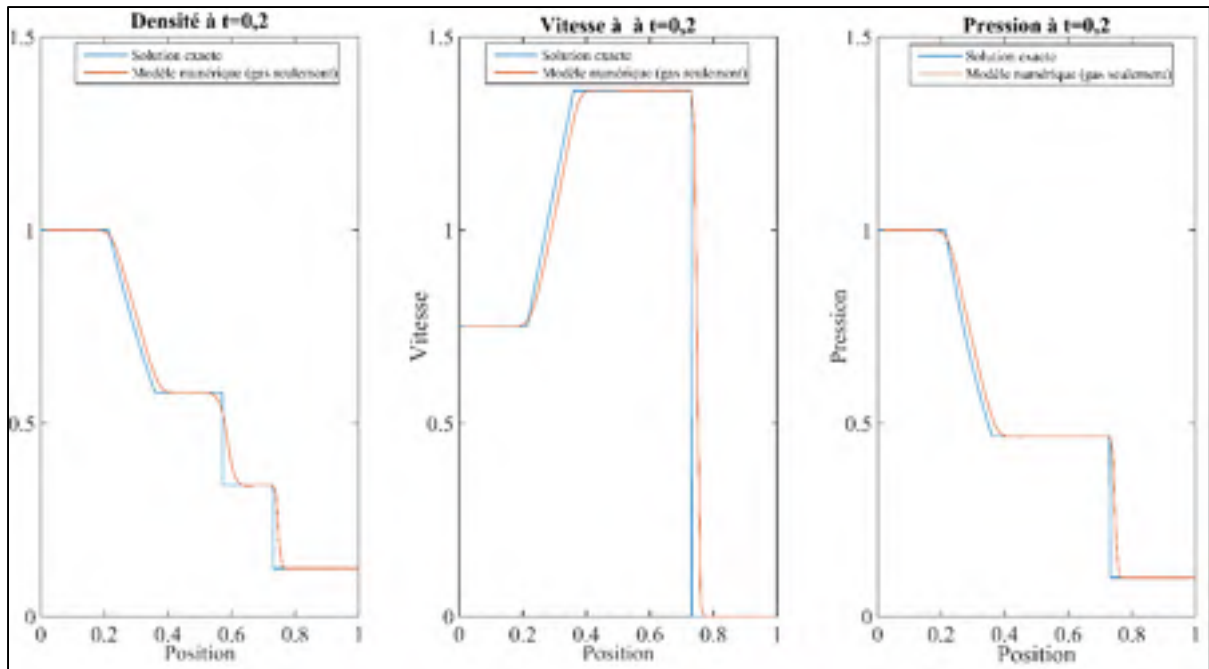 Densité à t=0,2
1.5
Solution exacte
Modèle numérique (gas seulement)
1
0.5
0
0 0.2 0.4 0.6 0.8 1
Position
Vitesse à à t=0,2
1.5
Solution exacte
Modèle numérique (gas seulement)
1
Vitesse
0.5
0
0 0.2 0.4 0.6 0.8 1
Position
Pression à t=0,2
1.5
Solution exacte
Modèle numérique (gas seulement)
1
Pression
0.5
0
0 0.2 0.4 0.6 0.8 1
Position